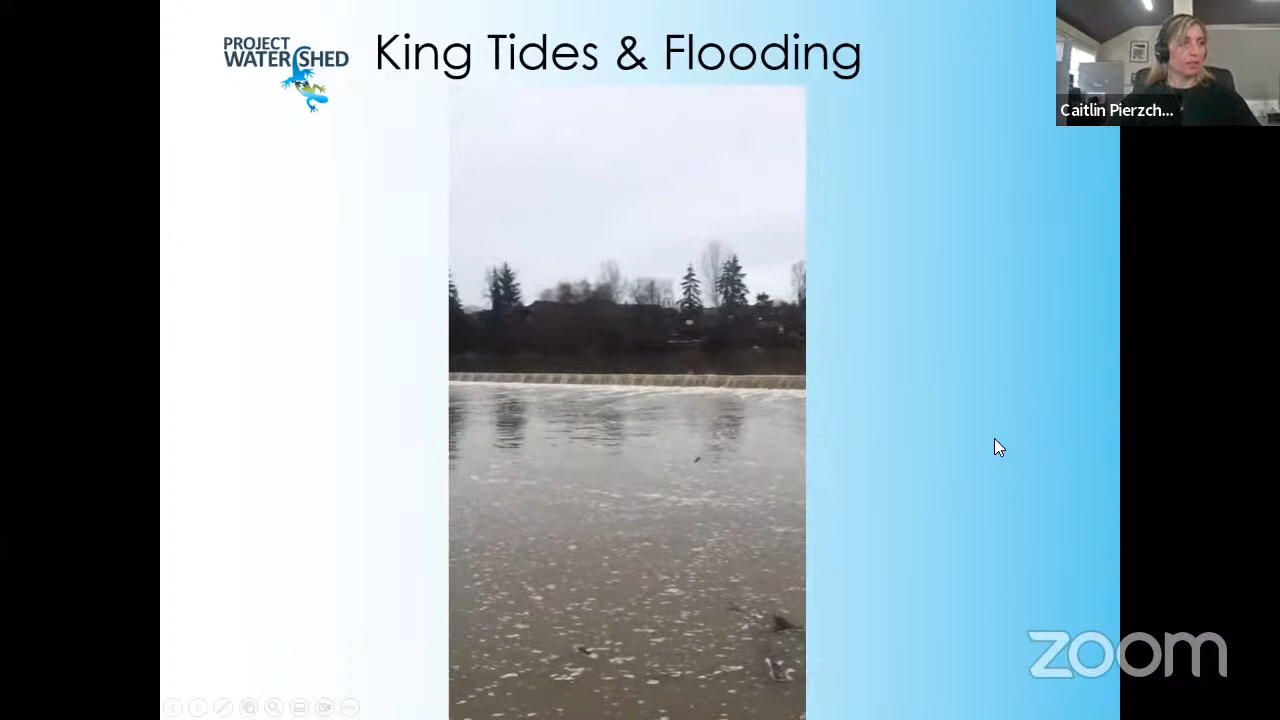 PROJECT
WATERSHED
King Tides & Flooding
Caitlin Pierzch...
zoom